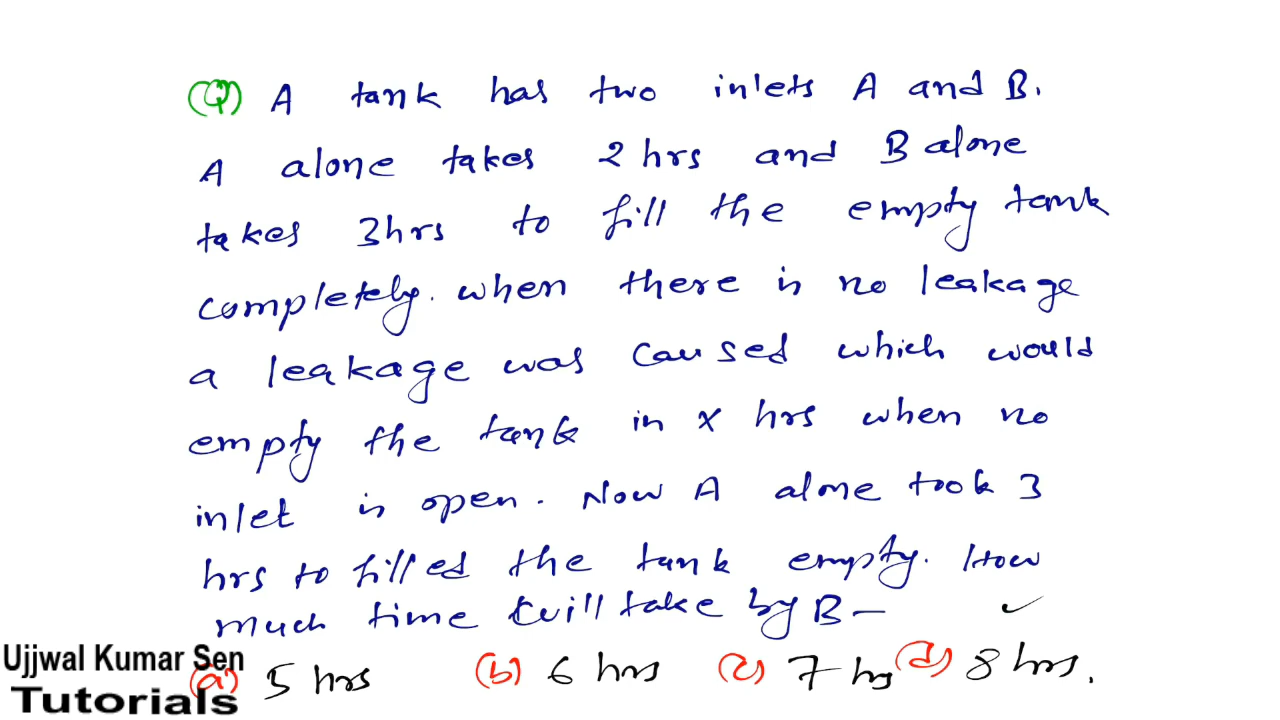 (Q) A tank has two inlets A and B.
A alone takes 2 hrs and B alone
takes 3hrs to fill the empty tank
completely. when there is no leakage
a leakage was caused which would
empty the tank in x hrs when no
inlet is open. Now A alone took 3
hrs to filled the tank empty. How
much time will take by B –
(a) 5 hrs (b) 6 hrs (c) 7 hs (d) 8 hrs.
Ujjwal Kumar Sen
Tutorials